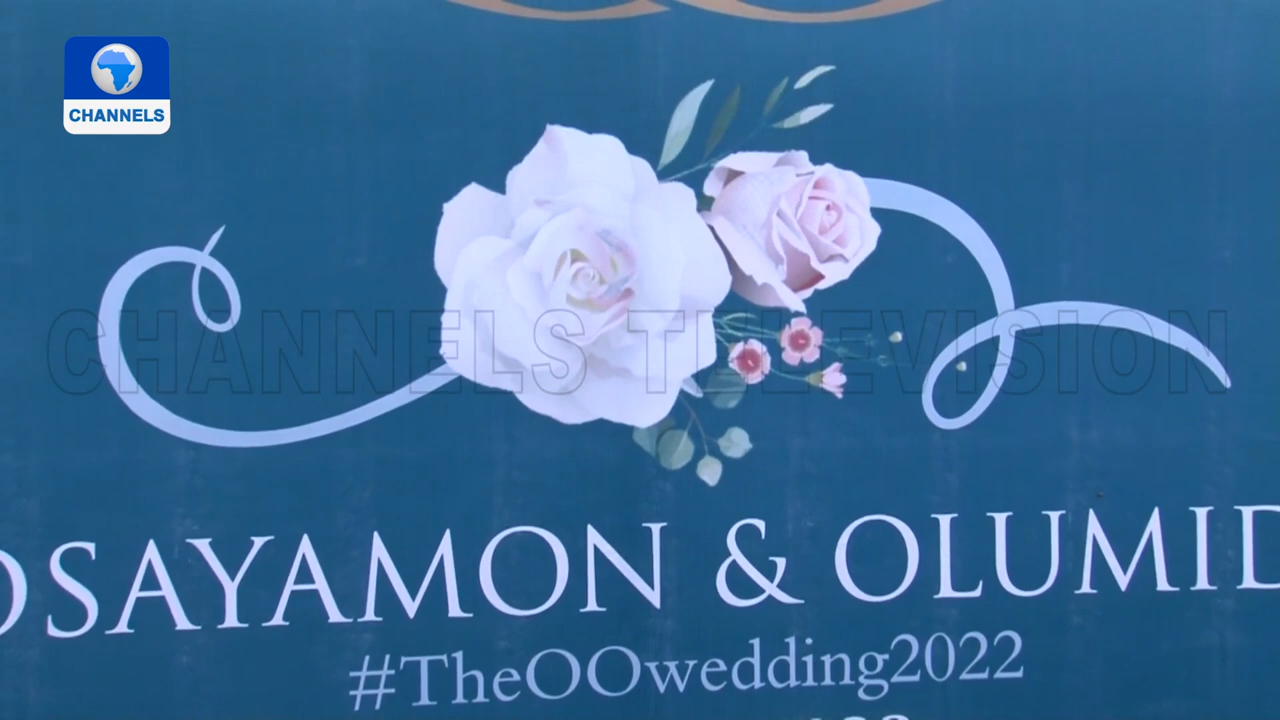 CHANNELS
CHANNELS TELEVISION
OSAYAMON & OLUMID
#TheOOwedding2022